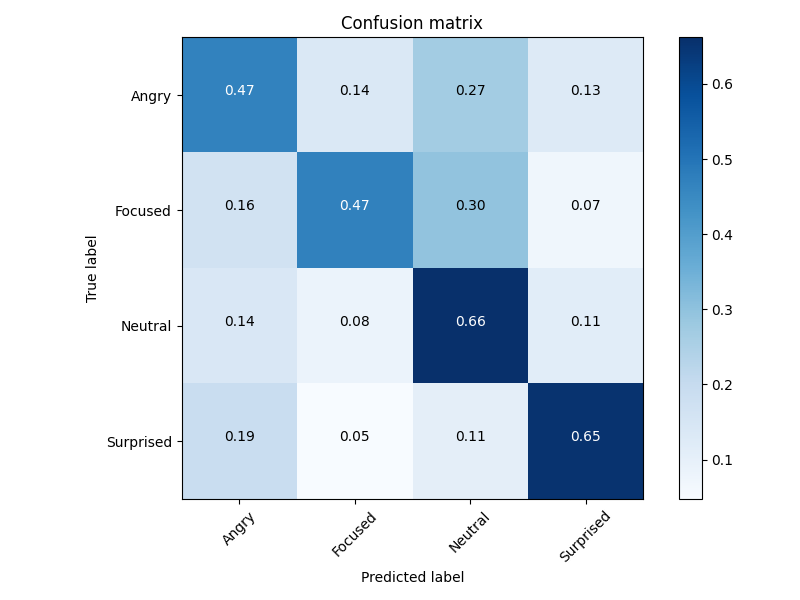 Confusion matrix
True label
Angry 0.47 0.14 0.27 0.13
Focused 0.16 0.47 0.30 0.07
Neutral 0.14 0.08 0.66 0.11
Surprised 0.19 0.05 0.11 0.65
Angry Focused Neutral Surprised
Predicted label
0.6
0.5
0.4
0.3
0.2
0.1